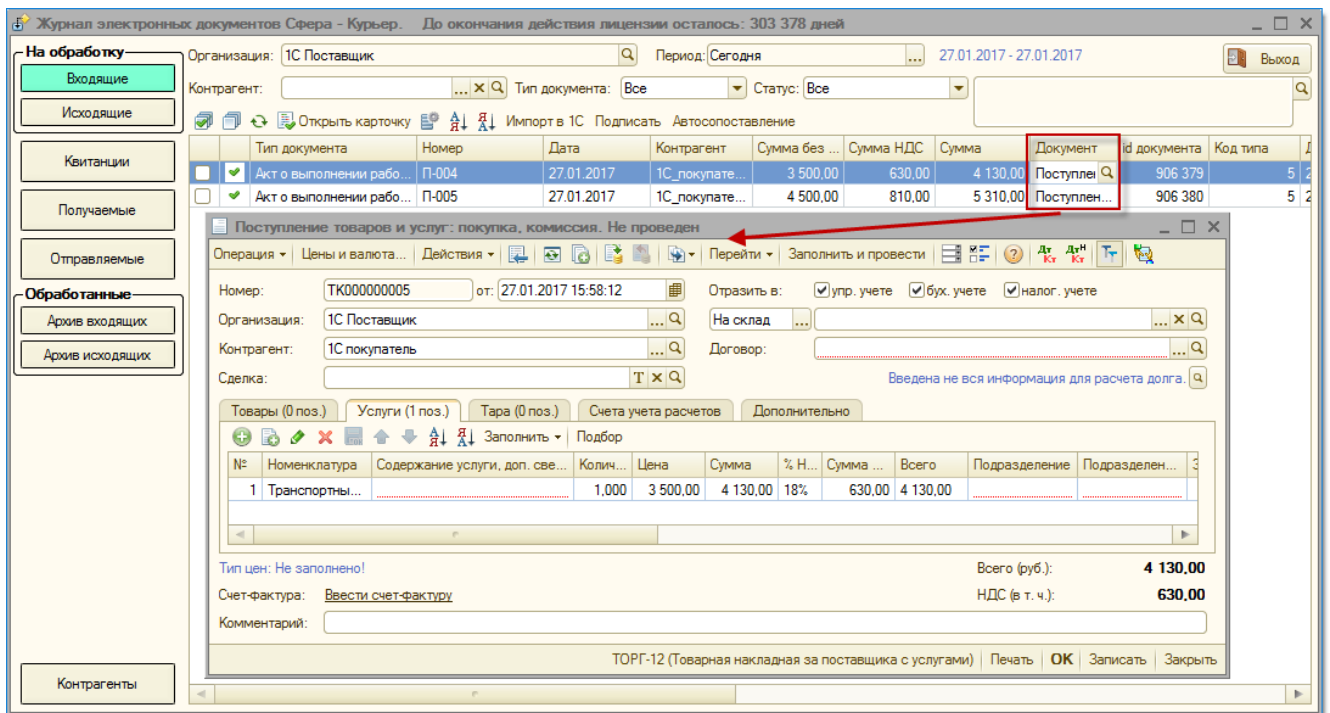 Журнал электронных документов Сфера - Курьер. До окончания действия лицензии осталось: 303 378 дней
На обработку
Входящие
Исходящие
Квитанции
Получаемые
Отправляемые
Обработанные
Архив входящих
Архив исходящих
Контрагенты
Организация: 1С Поставщик Период: Сегодня ... 27.01.2017 - 27.01.2017 Выход
Контрагент: ... Тип документа: Все Статус: Все
Открыть карточку Импорт в 1С Подписать Автосопоставление
Тип документа Номер Дата Контрагент Сумма без ... Сумма НДС Сумма Документ id документа Код типа
Акт о выполнении рабо... П-004 27.01.2017 1С_покупате... 3 500,00 630,00 4 130,00 Поступлеі 906 379 5
Акт о выполнении рабо... П-005 27.01.2017 1С_покупате... 4 500,00 810,00 5 310,00 Поступлен... 906 380 5 2
Поступление товаров и услуг: покупка, комиссия. Не проведен
Операция Цены и валюта... Действия Перейти Заполнить и провести Дт Кт Дт Н Кт
Номер: ТК000000005 от: 27.01.2017 15:58:12 Отразить в: упр. учете бух. учете налог. учете
Организация: 1С Поставщик ... На склад ... ...
Контрагент: 1С покупатель ... Договор: ...
Сделка: Т Введена не вся информация для расчета долга.
Товары (0 поз.) Услуги (1 поз.) Тара (0 поз.) Счета учета расчетов Дополнительно
Заполнить Подбор
№ Номенклатура Содержание услуги, доп. све... Колич... Цена Сумма % Н... Сумма ... Всего Подразделение Подразделен...
1 Транспортны... 1,000 3 500,00 4 130,00 18% 630,00 4 130,00
Тип цен: Не заполнено! Всего (руб.): 4 130,00
Счет-фактура: Ввести счет-фактуру НДС (в т. ч.): 630,00
Комментарий:
ТОРГ-12 (Товарная накладная за поставщика с услугами) Печать ОК Записать Закрыть